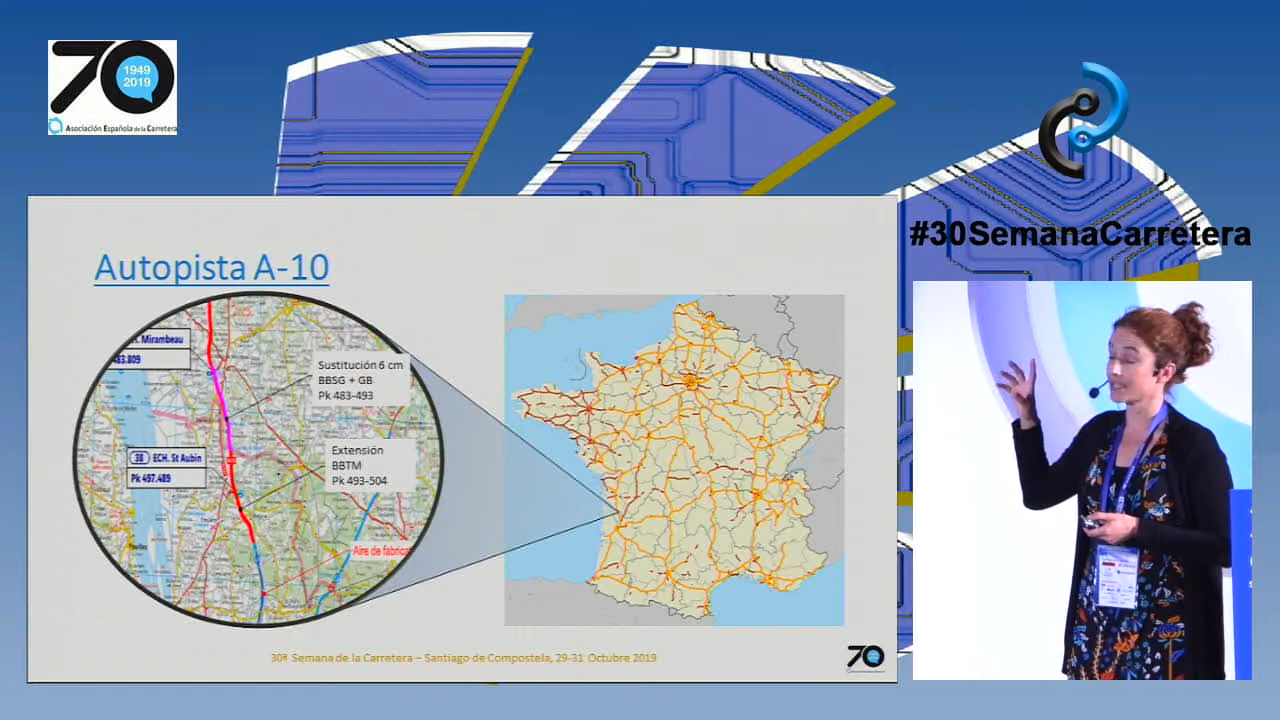 70
1949
2019
Asociación Española de la Carretera
#30SemanaCarretera
Autopista A-10
Mirambeau
483.809
Sustitución 6 cm
BBSG + GB
Pk 483-493
38 ECH. St Aubin
Pk 497.489
Extensión
BBTM
Pk 493-504
Aire de fabrica
30ª Semana de la Carretera – Santiago de Compostela, 29-31 Octubre 2019
70